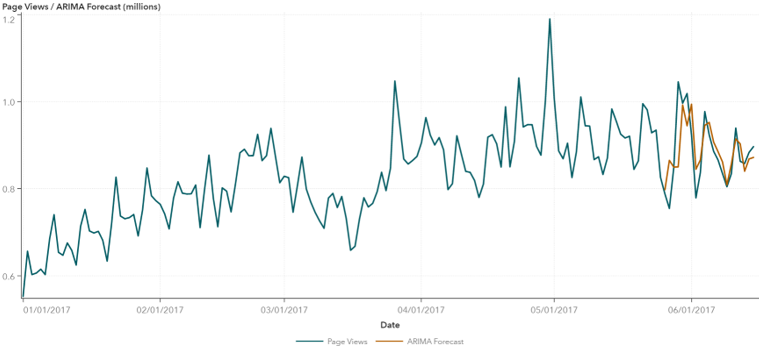 Page Views / ARIMA Forecast (millions)
1.2
1.0
0.8
0.6
01/01/2017 02/01/2017 03/01/2017 04/01/2017 05/01/2017 06/01/2017
Date
Page Views ARIMA Forecast